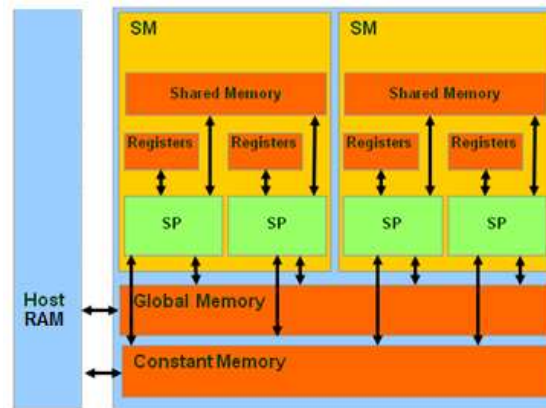 SM
SM
Shared Memory
Shared Memory
Registers
Registers
Registers
Registers
SP
SP
SP
SP
Host
RAM
Global Memory
Constant Memory